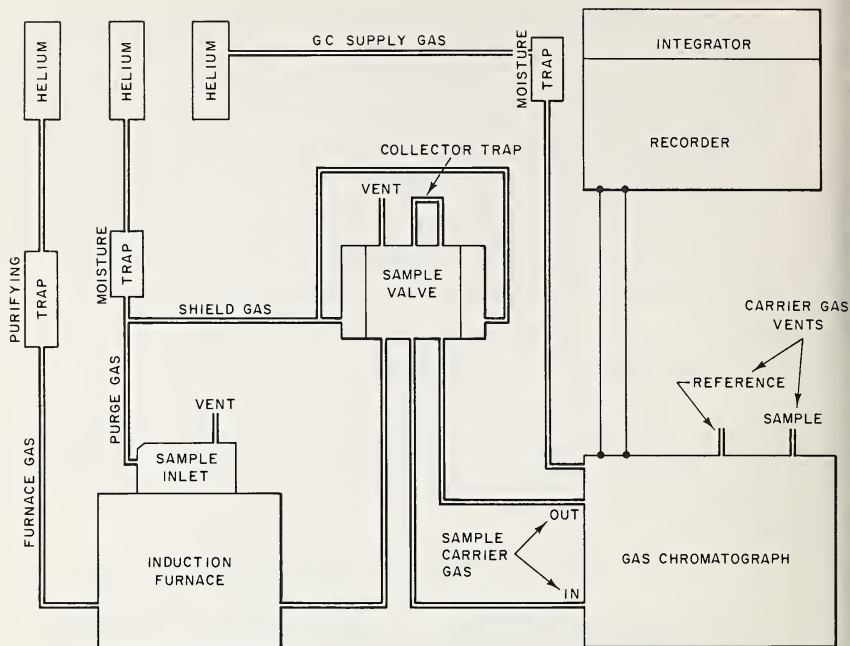 HELIUM
HELIUM
HELIUM
GC SUPPLY GAS
MOISTURE
TRAP
INTEGRATOR
RECORDER
COLLECTOR TRAP
VENT
PURIFYING
TRAP
MOISTURE
TRAP
SAMPLE
VALVE
SHIELD GAS
CARRIER GAS
VENTS
REFERENCE
SAMPLE
PURGE GAS
VENT
SAMPLE
INLET
FURNACE GAS
INDUCTION
FURNACE
OUT
SAMPLE
CARRIER
GAS
IN
GAS CHROMATOGRAPH